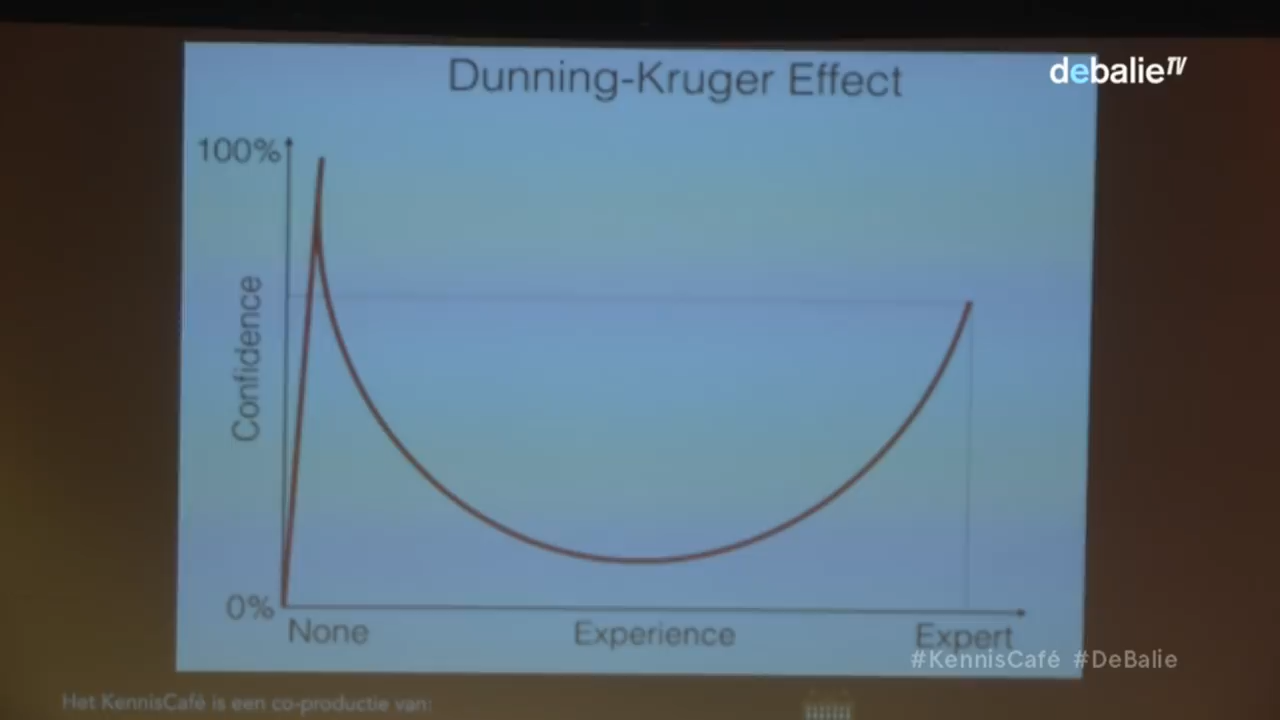 Dunning-Kruger Effect
debalieTV
100%
Confidence
0%
None
Experience
Expert
#KennisCafé #DeBalie
Het KennisCafé is een co-productie van: